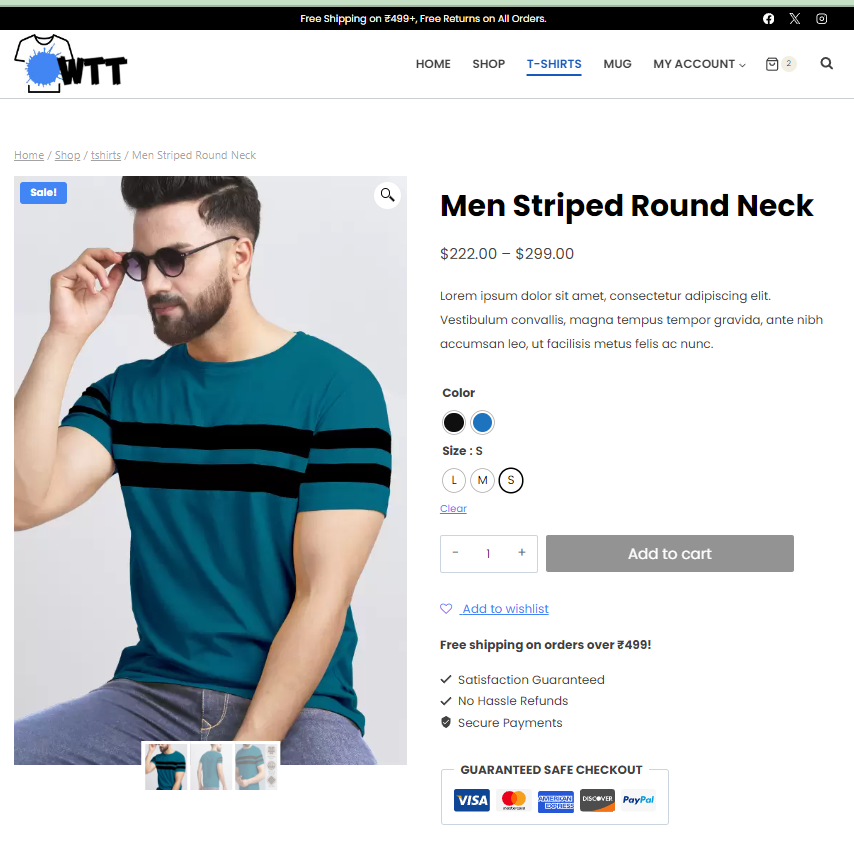 Free Shipping on ₹499+, Free Returns on All Orders.
WTT
HOME SHOP T-SHIRTS MUG MY ACCOUNT 2
Home / Shop / tshirts / Men Striped Round Neck
Sale!
Men Striped Round Neck
$222.00 – $299.00
Lorem ipsum dolor sit amet, consectetur adipiscing elit.
Vestibulum convallis, magna tempus tempor gravida, ante nibh
accumsan leo, ut facilisis metus felis ac nunc.
Color
Size : S
L M S
Clear
- 1 + Add to cart
Add to wishlist
Free shipping on orders over ₹499!
Satisfaction Guaranteed
No Hassle Refunds
Secure Payments
GUARANTEED SAFE CHECKOUT
VISA mastercard AMERICAN EXPRESS DISCOVER PayPal